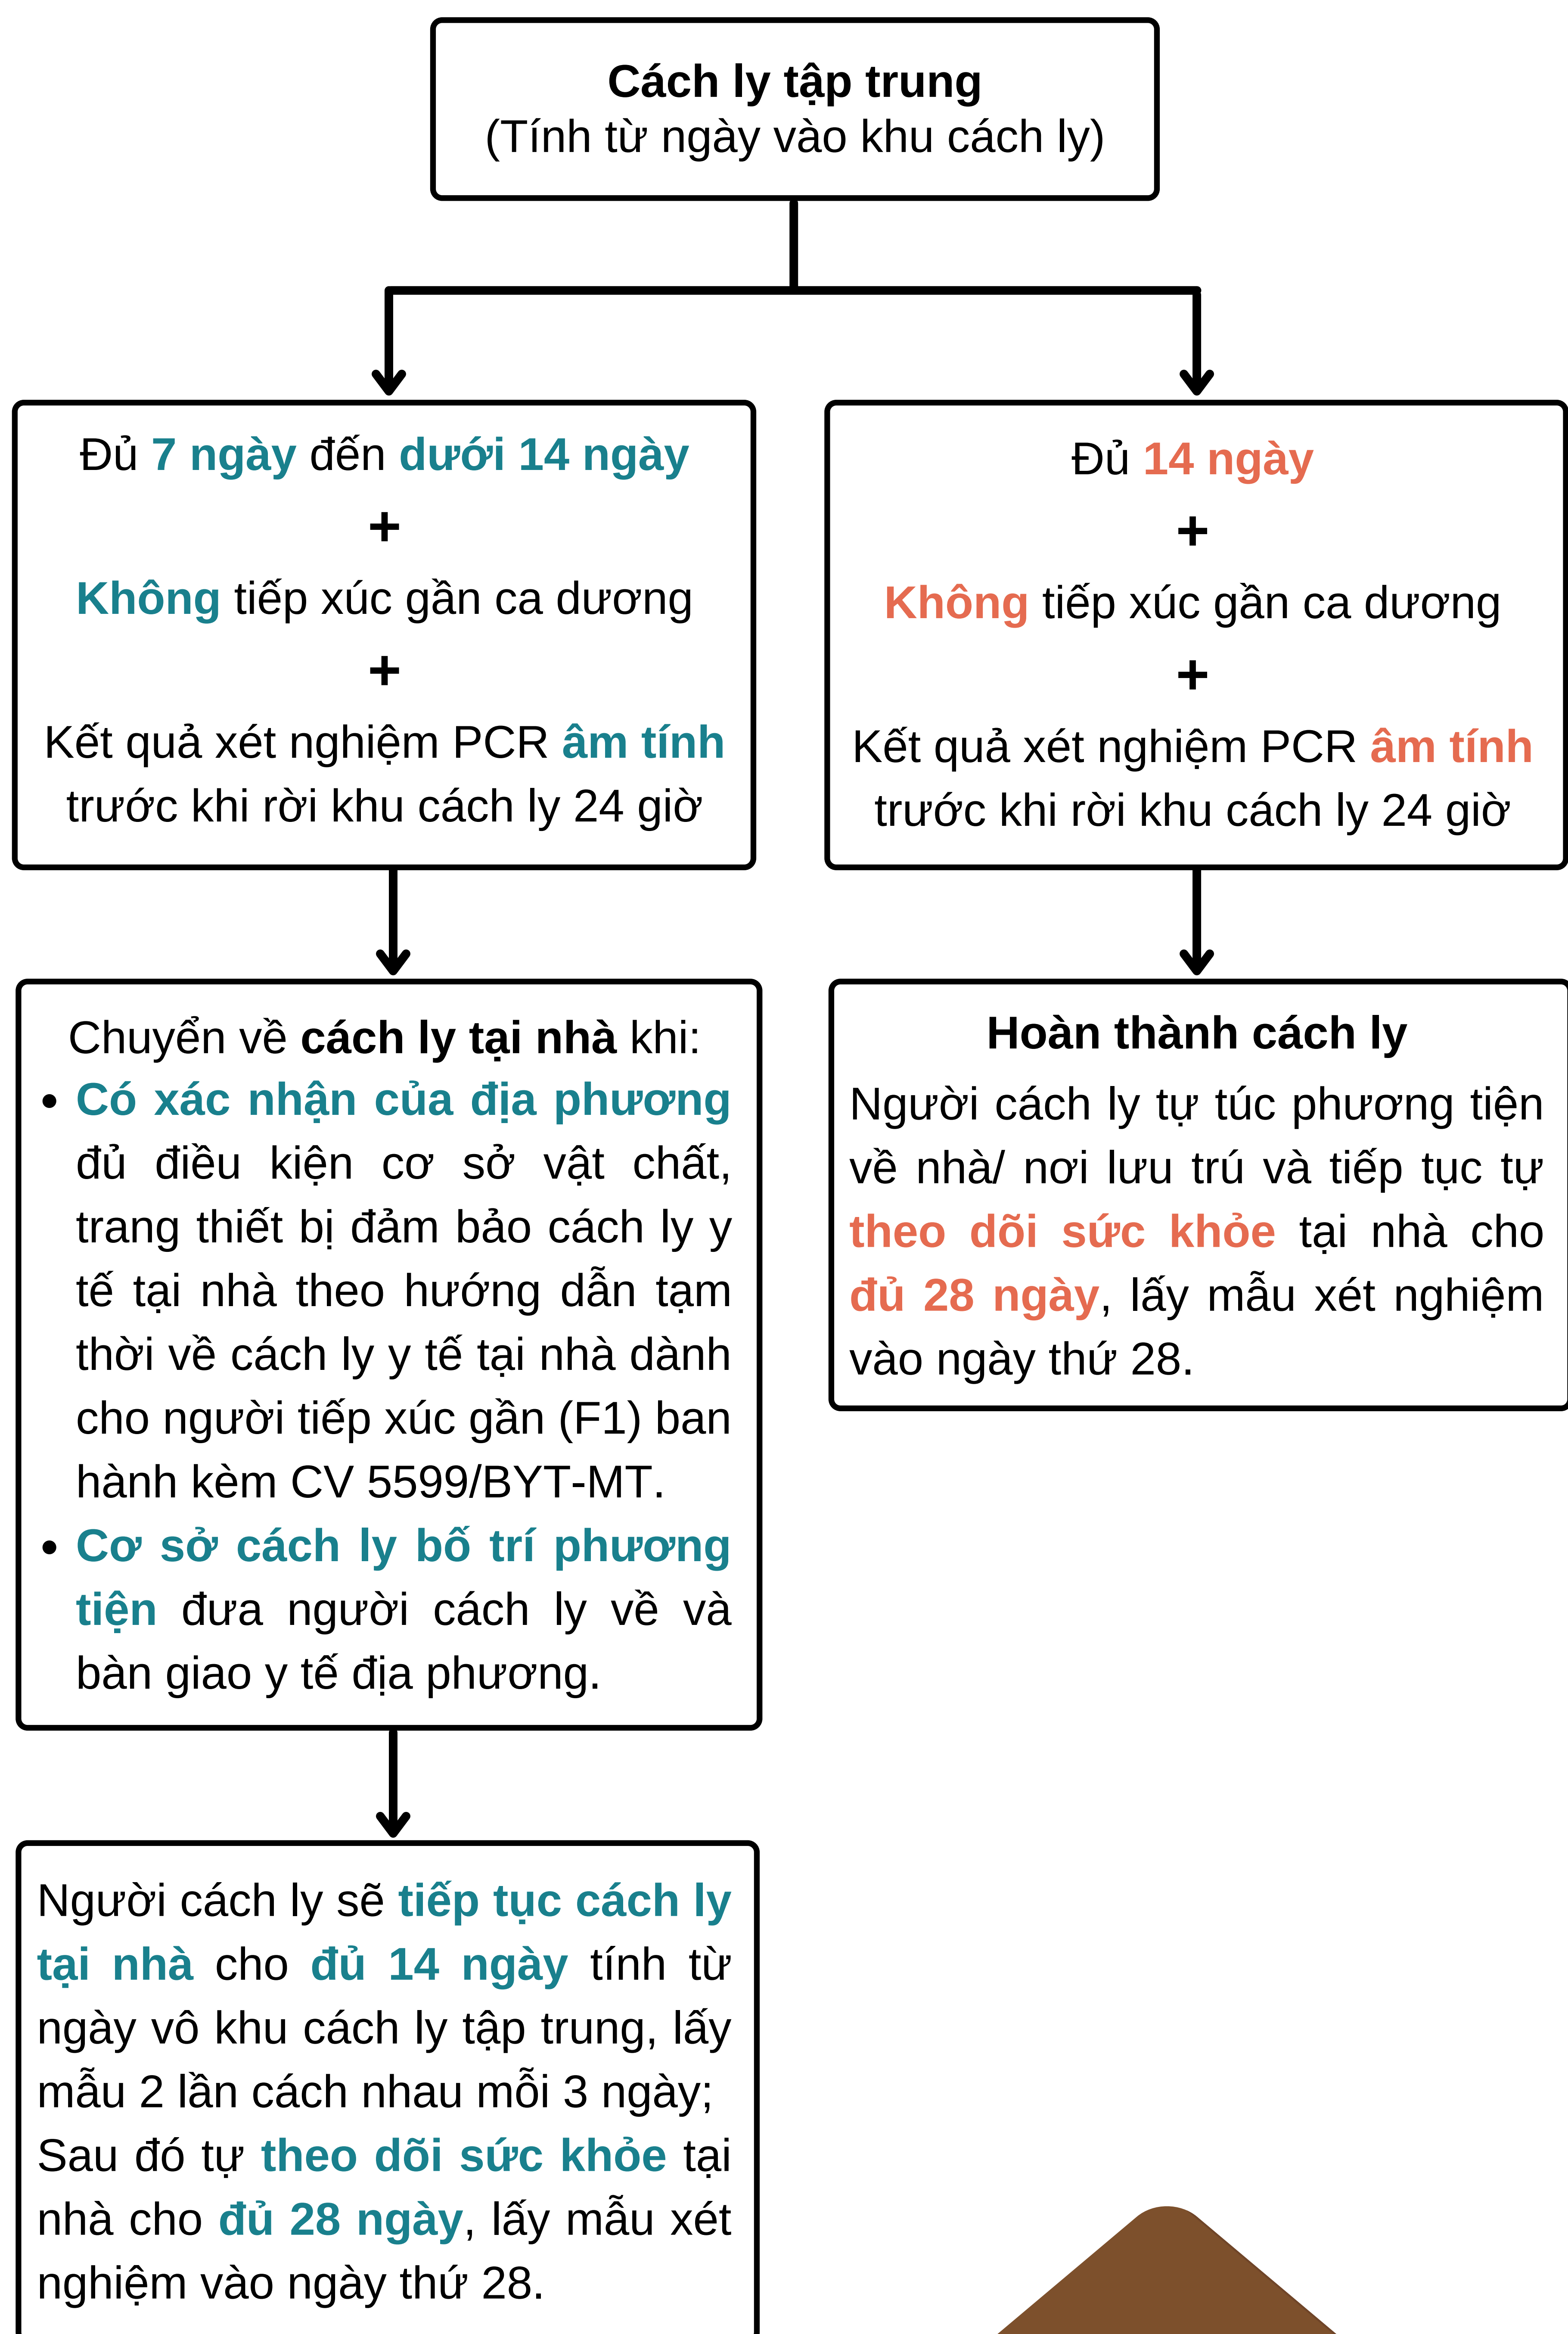 Cách ly tập trung
(Tính từ ngày vào khu cách ly)
Đủ 7 ngày đến dưới 14 ngày
+
Không tiếp xúc gần ca dương
+
Kết quả xét nghiệm PCR âm tính
trước khi rời khu cách ly 24 giờ
Đủ 14 ngày
+
Không tiếp xúc gần ca dương
+
Kết quả xét nghiệm PCR âm tính
trước khi rời khu cách ly 24 giờ
Chuyển về cách ly tại nhà khi:
• Có xác nhận của địa phương
đủ điều kiện cơ sở vật chất,
trang thiết bị đảm bảo cách ly y
tế tại nhà theo hướng dẫn tạm
thời về cách ly y tế tại nhà dành
cho người tiếp xúc gần (F1) ban
hành kèm CV 5599/BYT-MT.
• Cơ sở cách ly bố trí phương
tiện đưa người cách ly về và
bàn giao y tế địa phương.
Hoàn thành cách ly
Người cách ly tự túc phương tiện
về nhà/ nơi lưu trú và tiếp tục tự
theo dõi sức khỏe tại nhà cho
đủ 28 ngày, lấy mẫu xét nghiệm
vào ngày thứ 28.
Người cách ly sẽ tiếp tục cách ly
tại nhà cho đủ 14 ngày tính từ
ngày vô khu cách ly tập trung, lấy
mẫu 2 lần cách nhau mỗi 3 ngày;
Sau đó tự theo dõi sức khỏe tại
nhà cho đủ 28 ngày, lấy mẫu xét
nghiệm vào ngày thứ 28.